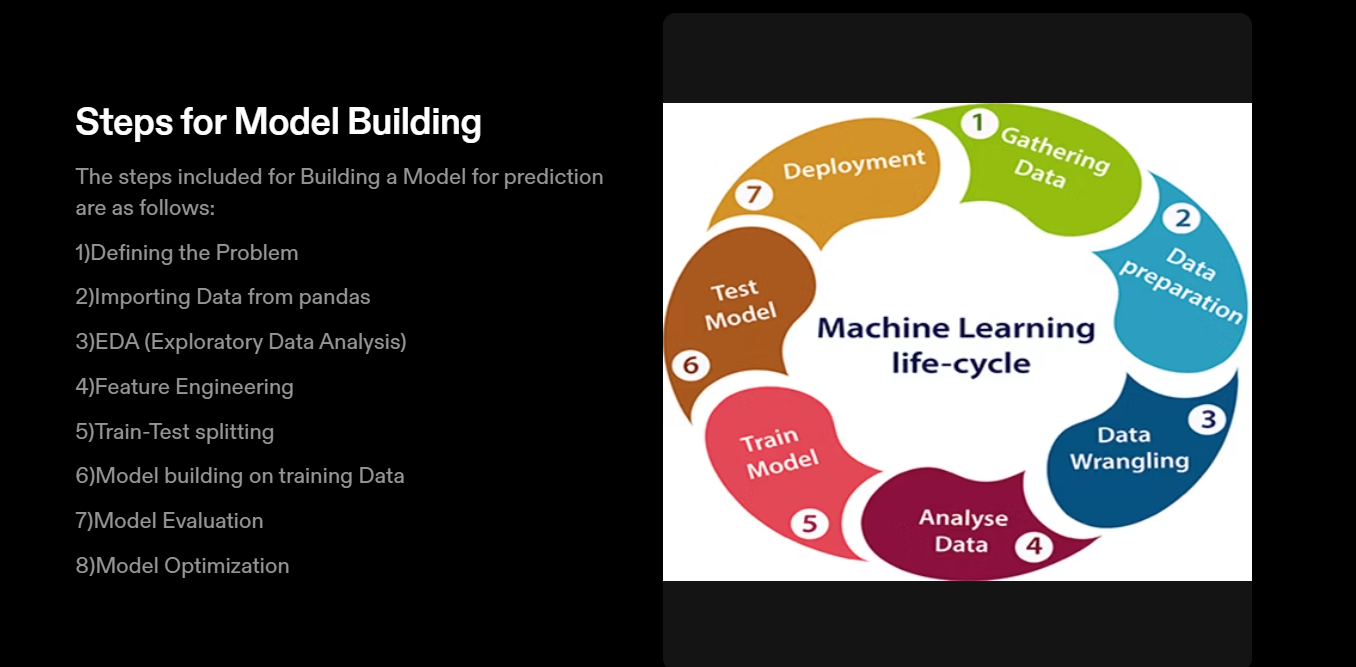 Steps for Model Building
The steps included for Building a Model for prediction
are as follows:
1)Defining the Problem
2)Importing Data from pandas
3)EDA (Exploratory Data Analysis)
4)Feature Engineering
5)Train-Test splitting
6)Model building on training Data
7)Model Evaluation
8)Model Optimization
Machine Learning
life-cycle
1
Gathering
Data
2
Data
preparation
3
Data
Wrangling
4
Analyse
Data
5
Train
Model
6
Test
Model
7
Deployment